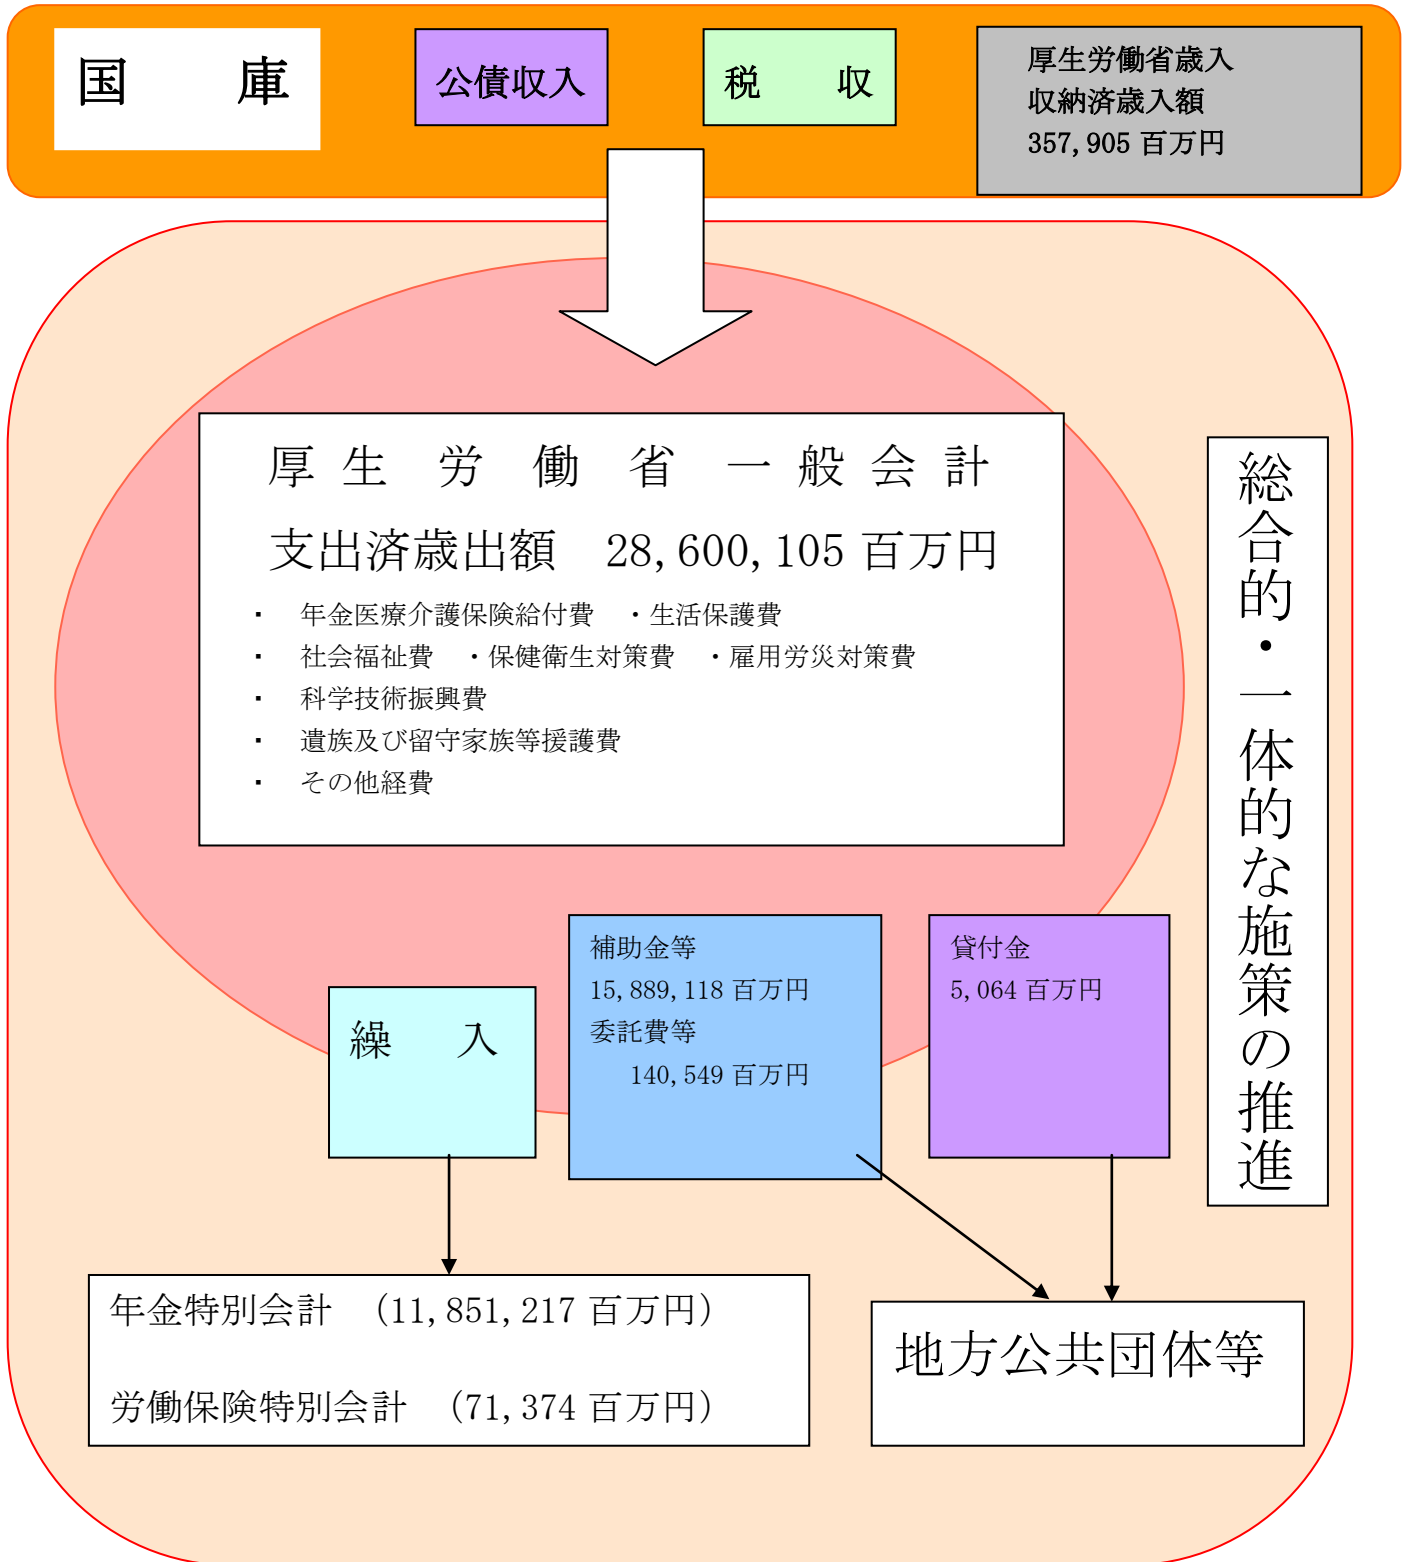 国　庫
公債収入
税　収
厚生労働省歳入
収納済歳入額
357,905 百万円
厚生労働省一般会計
支出済歳出額　28,600,105 百万円
・　年金医療介護保険給付費　・生活保護費
・　社会福祉費　・保健衛生対策費　・雇用労災対策費
・　科学技術振興費
・　遺族及び留守家族等援護費
・　その他経費
総合的・一体的な施策の推進
補助金等
15,889,118 百万円
委託費等
140,549 百万円
貸付金
5,064 百万円
繰　入
年金特別会計　（11,851,217 百万円）
労働保険特別会計　（71,374 百万円）
地方公共団体等